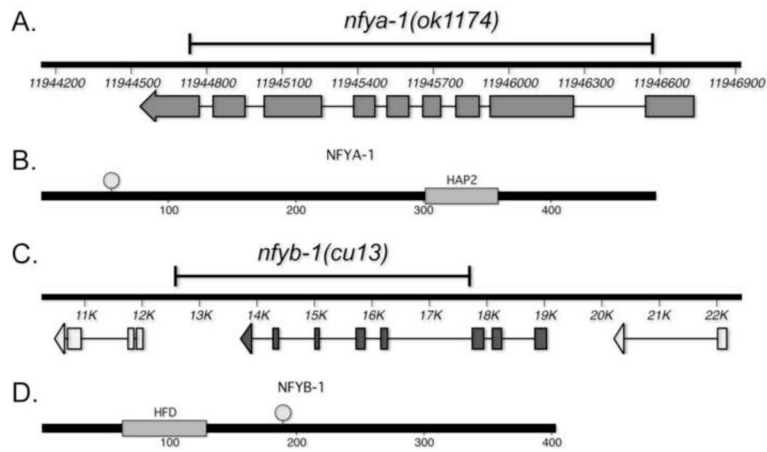 A.
nfya-1(ok1174)
11944200 11944500 11944800 11945100 11945400 11945700 11946000 11946300 11946600 11946900
B.
NFYA-1
HAP2
100 200 300 400
C.
nfyb-1(cu13)
11K 12K 13K 14K 15K 16K 17K 18K 19K 20K 21K 22K
D.
NFYB-1
HFD
100 200 300 400